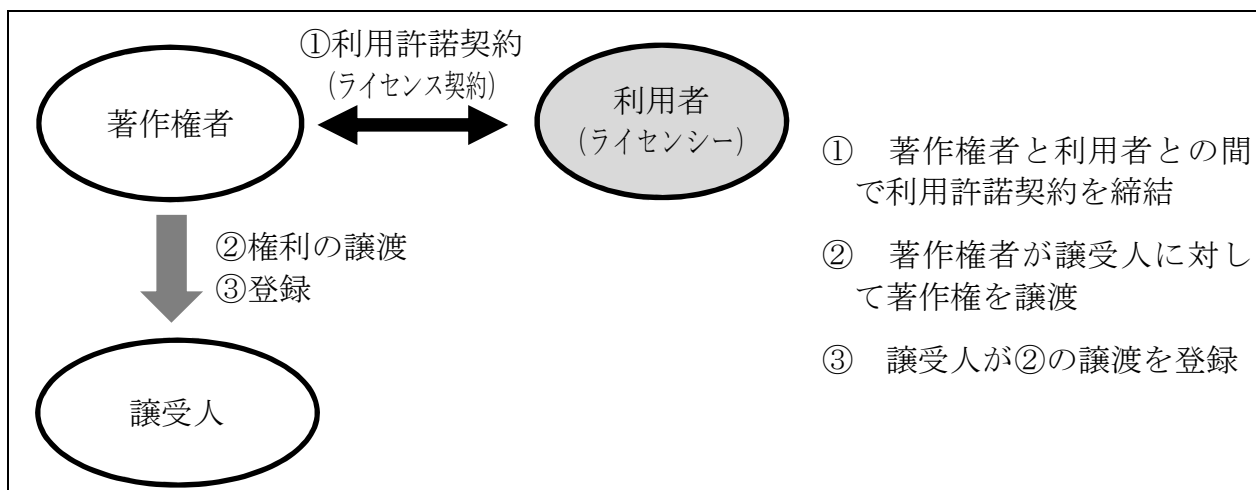 ①利用許諾契約
(ライセンス契約)
著作権者
利用者
(ライセンシー)
②権利の譲渡
③登録
譲受人
①　著作権者と利用者との間
で利用許諾契約を締結
②　著作権者が譲受人に対し
て著作権を譲渡
③　譲受人が②の譲渡を登録